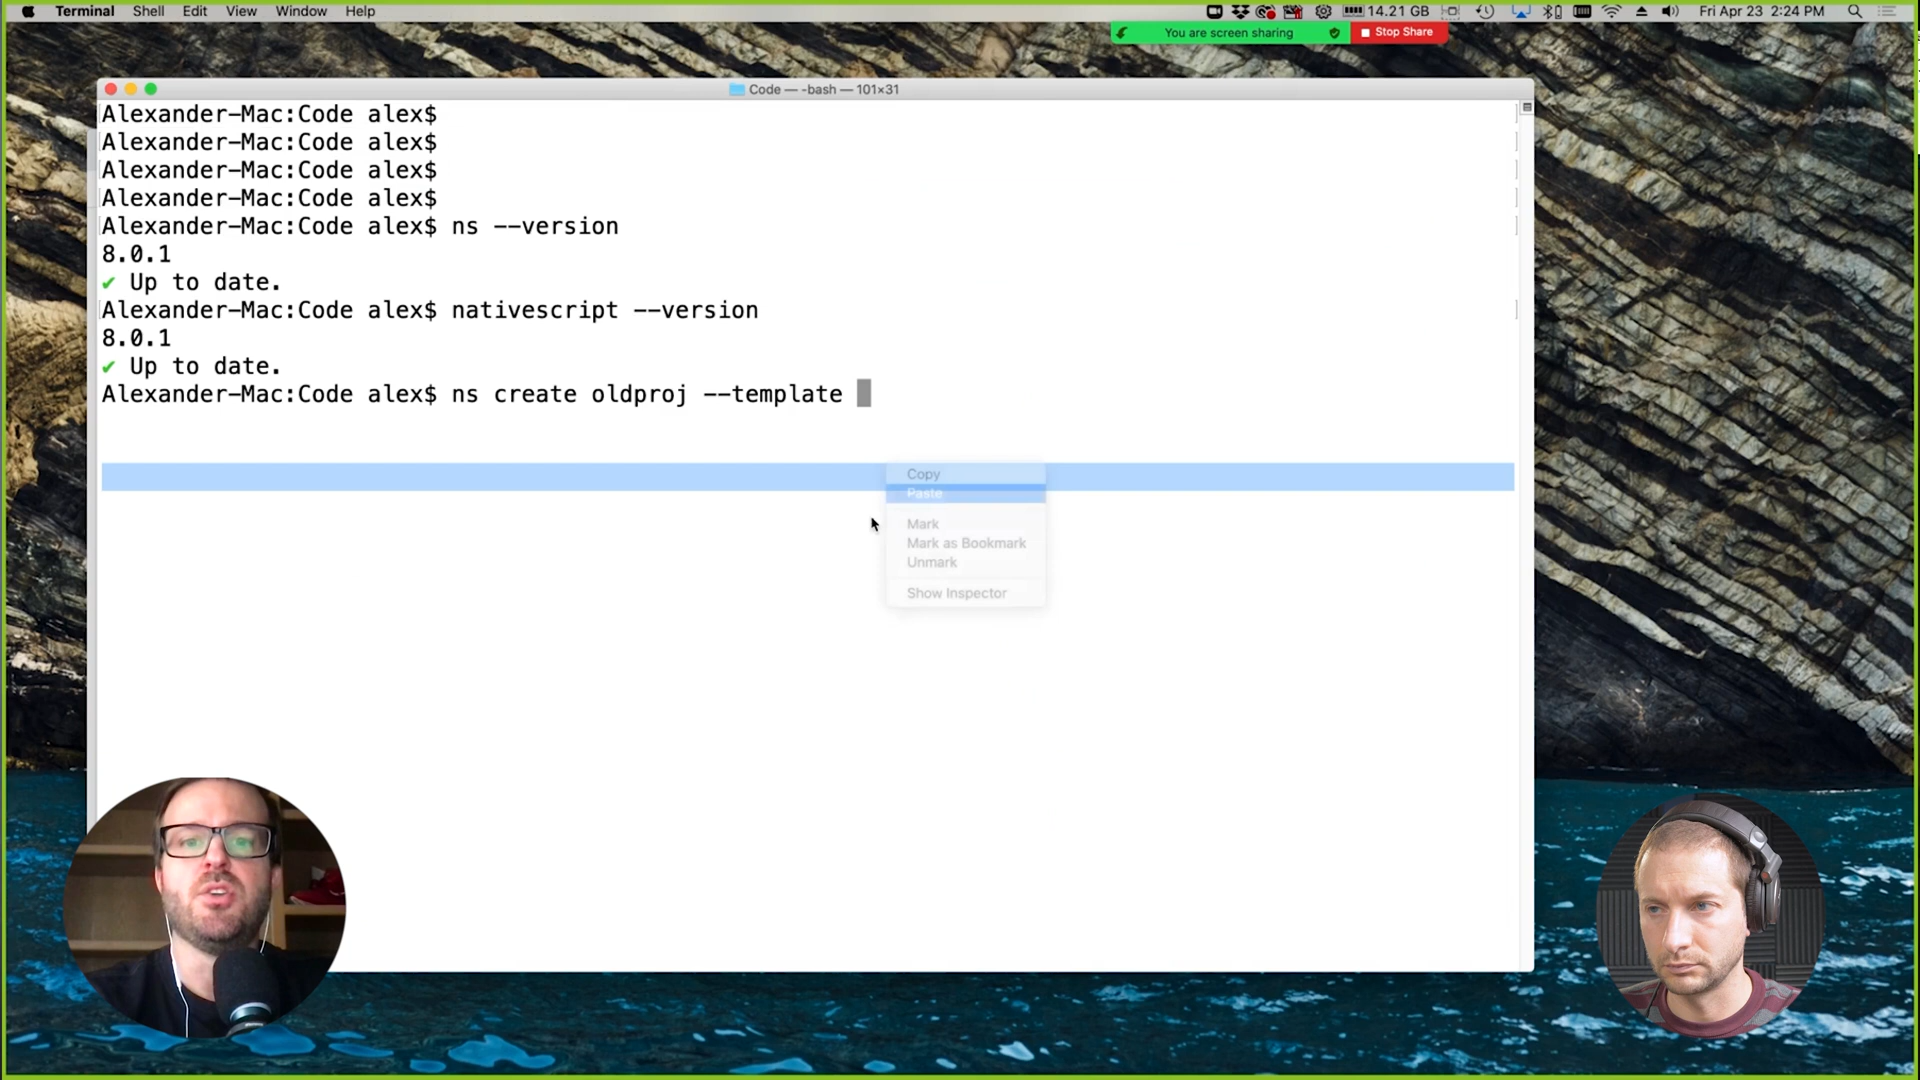 Terminal Shell Edit View Window Help 14.21 GB Fri Apr 23 2:24 PM
You are screen sharing Stop Share
Code — -bash — 101×31
Alexander-Mac:Code alex$
Alexander-Mac:Code alex$
Alexander-Mac:Code alex$
Alexander-Mac:Code alex$
Alexander-Mac:Code alex$ ns --version
8.0.1
✔ Up to date.
Alexander-Mac:Code alex$ nativescript --version
8.0.1
✔ Up to date.
Alexander-Mac:Code alex$ ns create oldproj --template
Copy
Paste
Mark
Mark as Bookmark
Unmark
Show Inspector